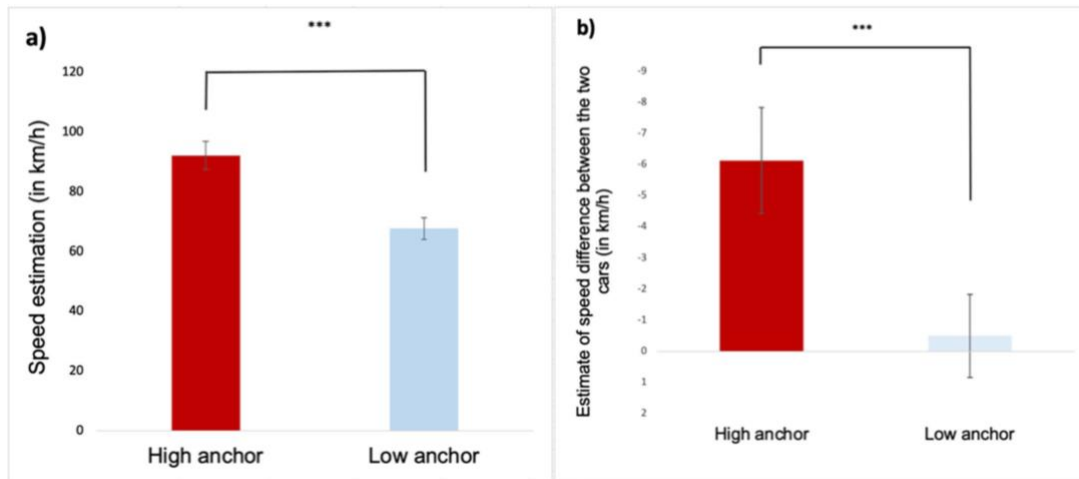 a)
***
Speed estimation (in km/h)
120
100
80
60
40
20
0
High anchor
Low anchor
b)
***
Estimate of speed difference between the two
cars (in km/h)
-9
-8
-7
-6
-5
-4
-3
-2
-1
0
1
2
High anchor
Low anchor